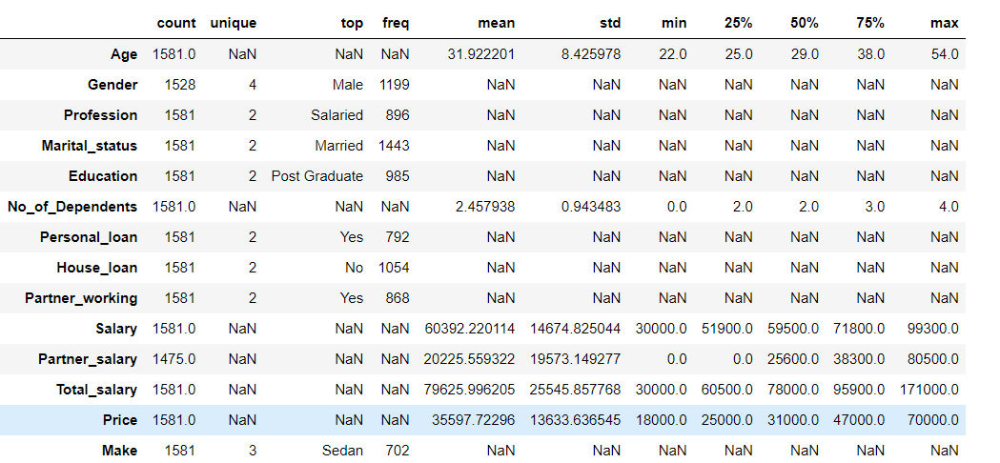 count unique top freq mean std min 25% 50% 75% max
Age 1581.0 NaN NaN NaN 31.922201 8.425978 22.0 25.0 29.0 38.0 54.0
Gender 1528 4 Male 1199 NaN NaN NaN NaN NaN NaN NaN
Profession 1581 2 Salaried 896 NaN NaN NaN NaN NaN NaN NaN
Marital_status 1581 2 Married 1443 NaN NaN NaN NaN NaN NaN NaN
Education 1581 2 Post Graduate 985 NaN NaN NaN NaN NaN NaN NaN
No_of_Dependents 1581.0 NaN NaN NaN 2.457938 0.943483 0.0 2.0 2.0 3.0 4.0
Personal_loan 1581 2 Yes 792 NaN NaN NaN NaN NaN NaN NaN
House_loan 1581 2 No 1054 NaN NaN NaN NaN NaN NaN NaN
Partner_working 1581 2 Yes 868 NaN NaN NaN NaN NaN NaN NaN
Salary 1581.0 NaN NaN NaN 60392.220114 14674.825044 30000.0 51900.0 59500.0 71800.0 99300.0
Partner_salary 1475.0 NaN NaN NaN 20225.559322 19573.149277 0.0 0.0 25600.0 38300.0 80500.0
Total_salary 1581.0 NaN NaN NaN 79625.996205 25545.857768 30000.0 60500.0 78000.0 95900.0 171000.0
Price 1581.0 NaN NaN NaN 35597.72296 13633.636545 18000.0 25000.0 31000.0 47000.0 70000.0
Make 1581 3 Sedan 702 NaN NaN NaN NaN NaN NaN NaN